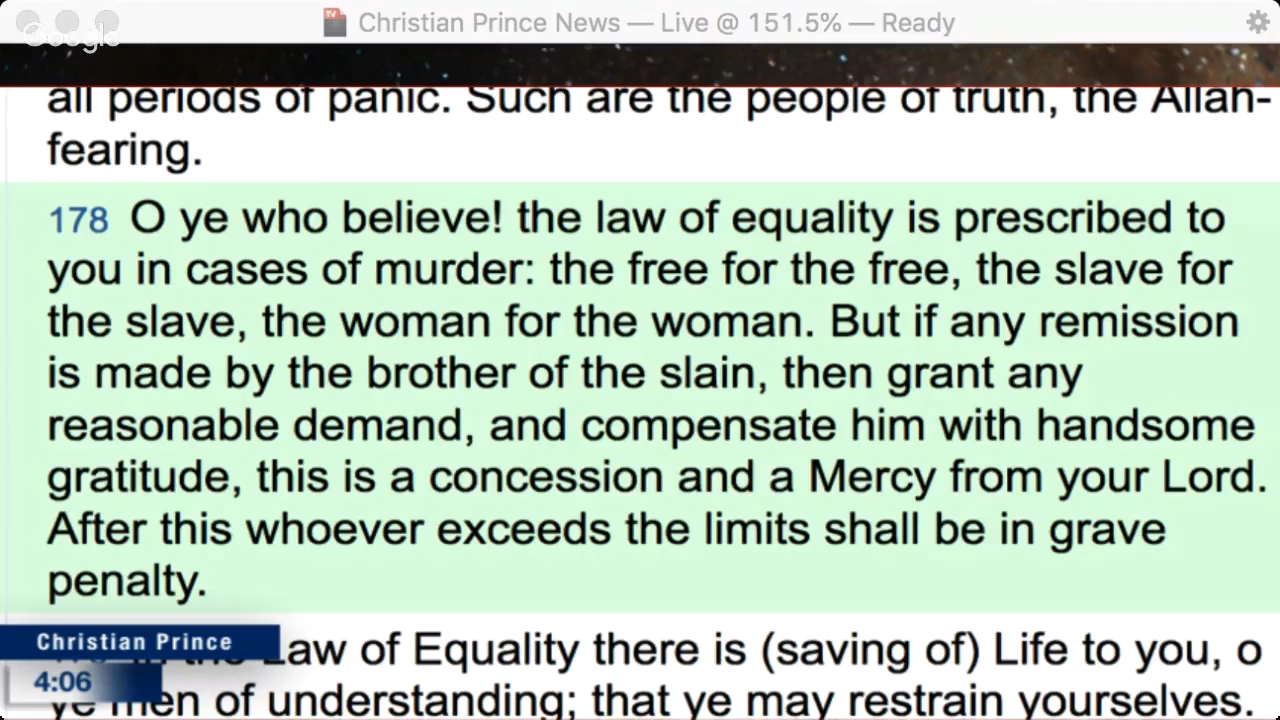 Christian Prince News — Live @ 151.5% — Ready
Google
all periods of panic. Such are the people of truth, the Allah-
fearing.
178 O ye who believe! the law of equality is prescribed to
you in cases of murder: the free for the free, the slave for
the slave, the woman for the woman. But if any remission
is made by the brother of the slain, then grant any
reasonable demand, and compensate him with handsome
gratitude, this is a concession and a Mercy from your Lord.
After this whoever exceeds the limits shall be in grave
penalty.
Law of Equality there is (saving of) Life to you, o
ye men of understanding; that ye may restrain yourselves.
Christian Prince
4:06